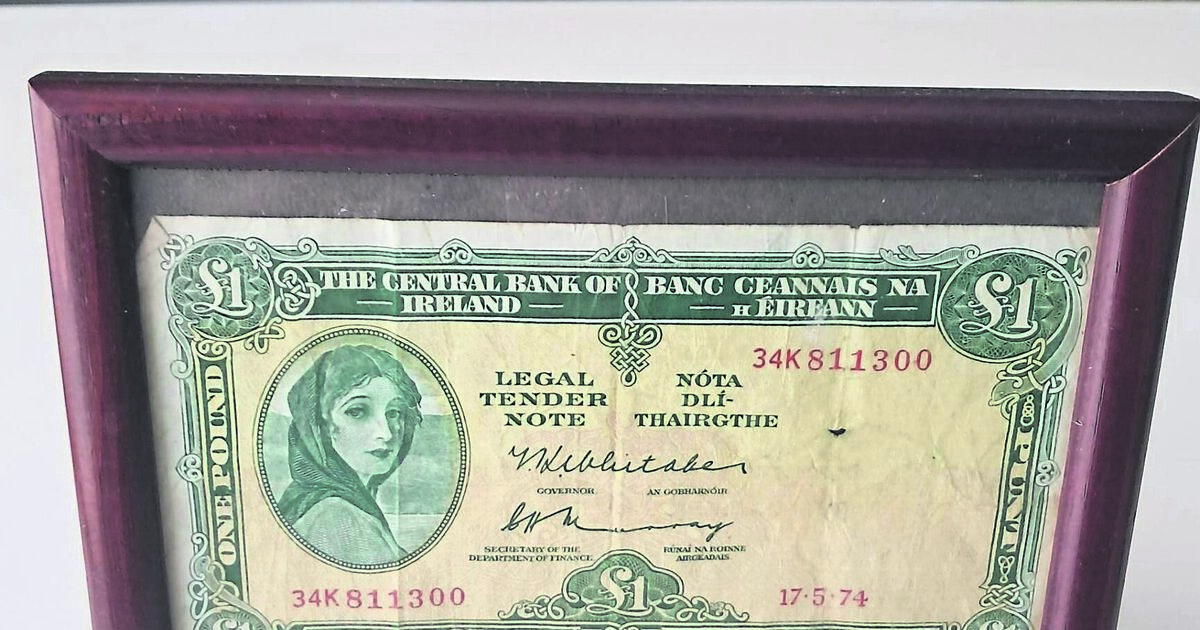 £1
THE CENTRAL BANK OF
IRELAND
BANC CEANNAIS NA
H ÉIREANN
£1
34K 811300
LEGAL
TENDER
NOTE
NÓTA
DLÍ-
THAIRGTHE
ONE POUND
T K Whitaker
GOVERNOR
AN GOBHARNÓIR
C H Murray
SECRETARY OF THE
DEPARTMENT OF FINANCE
RÚNAÍ NA ROINNE
AIRGEADAIS
34K 811300
£1
17·5·74